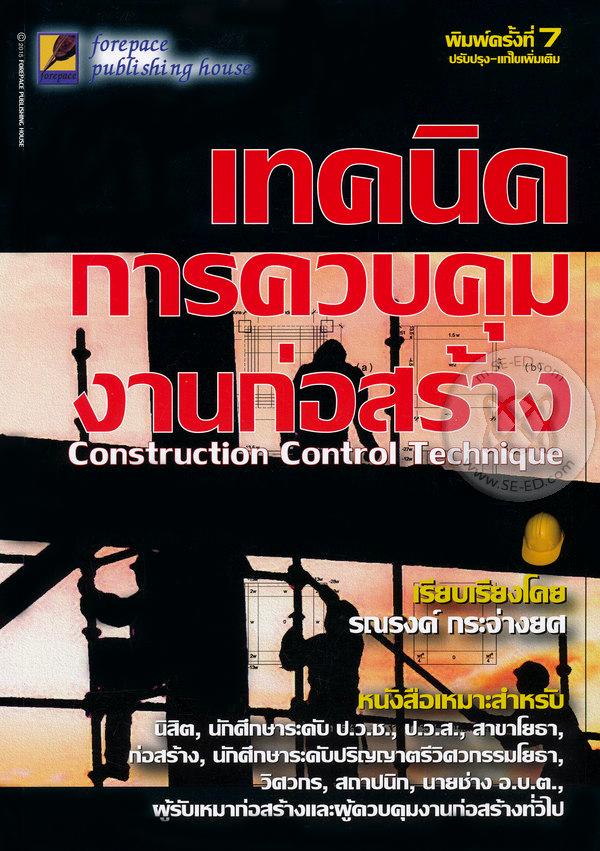 forepace
publishing house
forepace
© 2015 FOREPACE PUBLISHING HOUSE
พิมพ์ครั้งที่ 7
ปรับปรุง-แก้ไขเพิ่มเติม
เทคนิค
การควบคุม
งานก่อสร้าง
Construction Control Technique
(a)
1.5 w
(b)
WWW.SE-ED.com
เรียบเรียงโดย
รณรงค์ กระจ่างยศ
หนังสือเหมาะสำหรับ
นิสิต, นักศึกษาระดับ ป.ว.ช., ป.ว.ส., สาขาโยธา,
ก่อสร้าง, นักศึกษาระดับปริญญาตรีวิศวกรรมโยธา,
วิศวกร, สถาปนิก, นายช่าง อ.บ.ต.,
ผู้รับเหมาก่อสร้างและผู้ควบคุมงานก่อสร้างทั่วไป